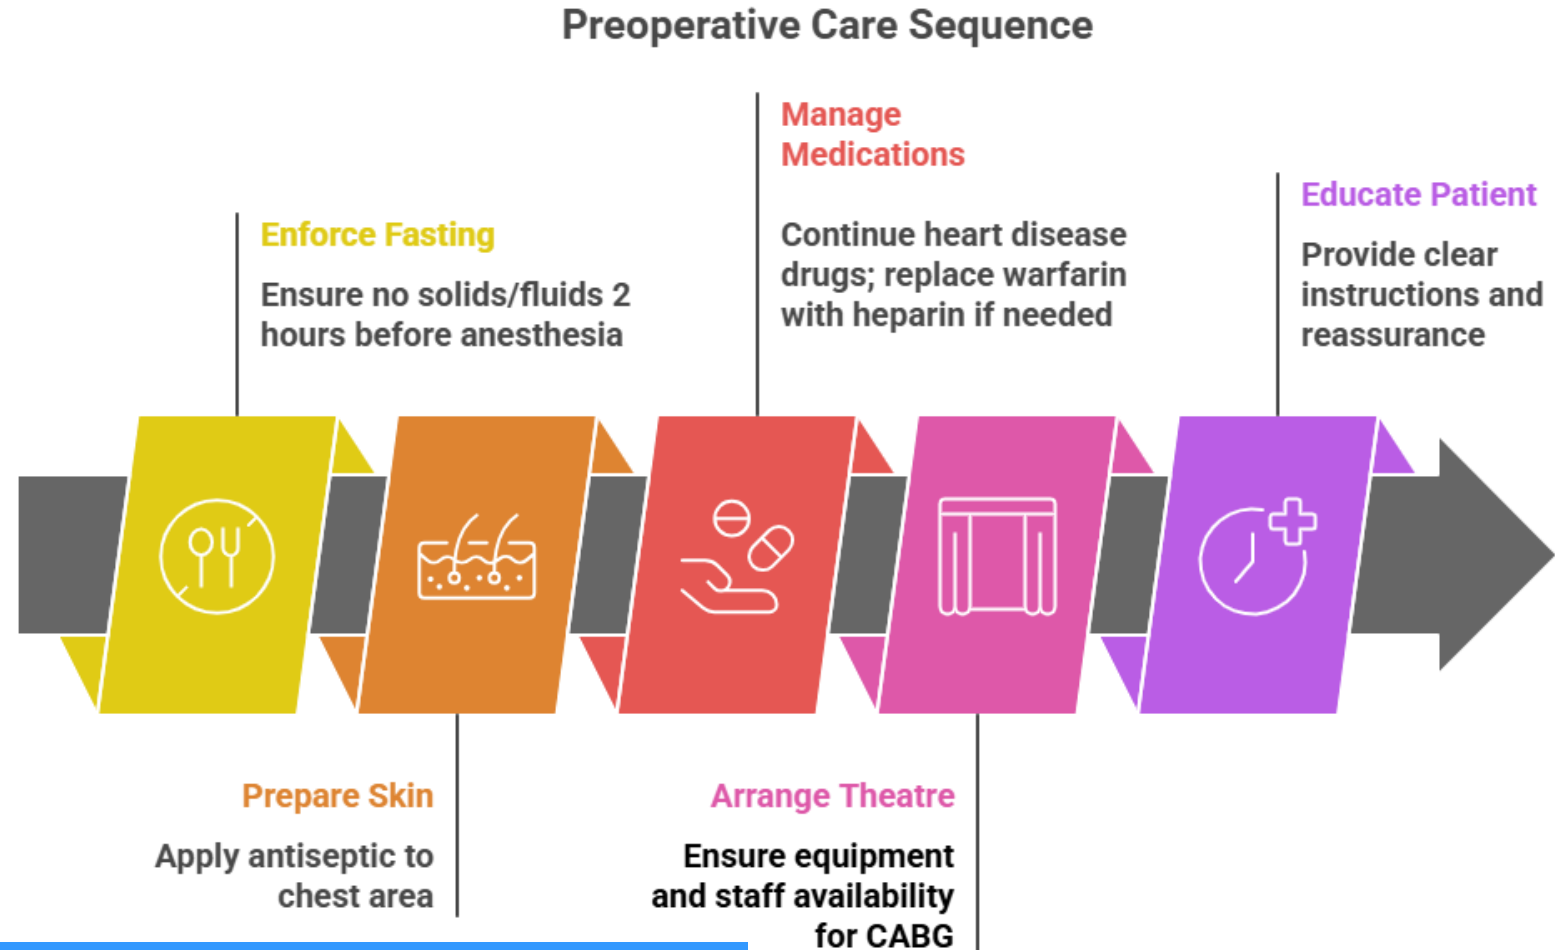 Preoperative Care Sequence
Enforce Fasting
Ensure no solids/fluids 2
hours before anesthesia
Prepare Skin
Apply antiseptic to
chest area
Manage
Medications
Continue heart disease
drugs; replace warfarin
with heparin if needed
Arrange Theatre
Ensure equipment
and staff availability
for CABG
Educate Patient
Provide clear
instructions and
reassurance